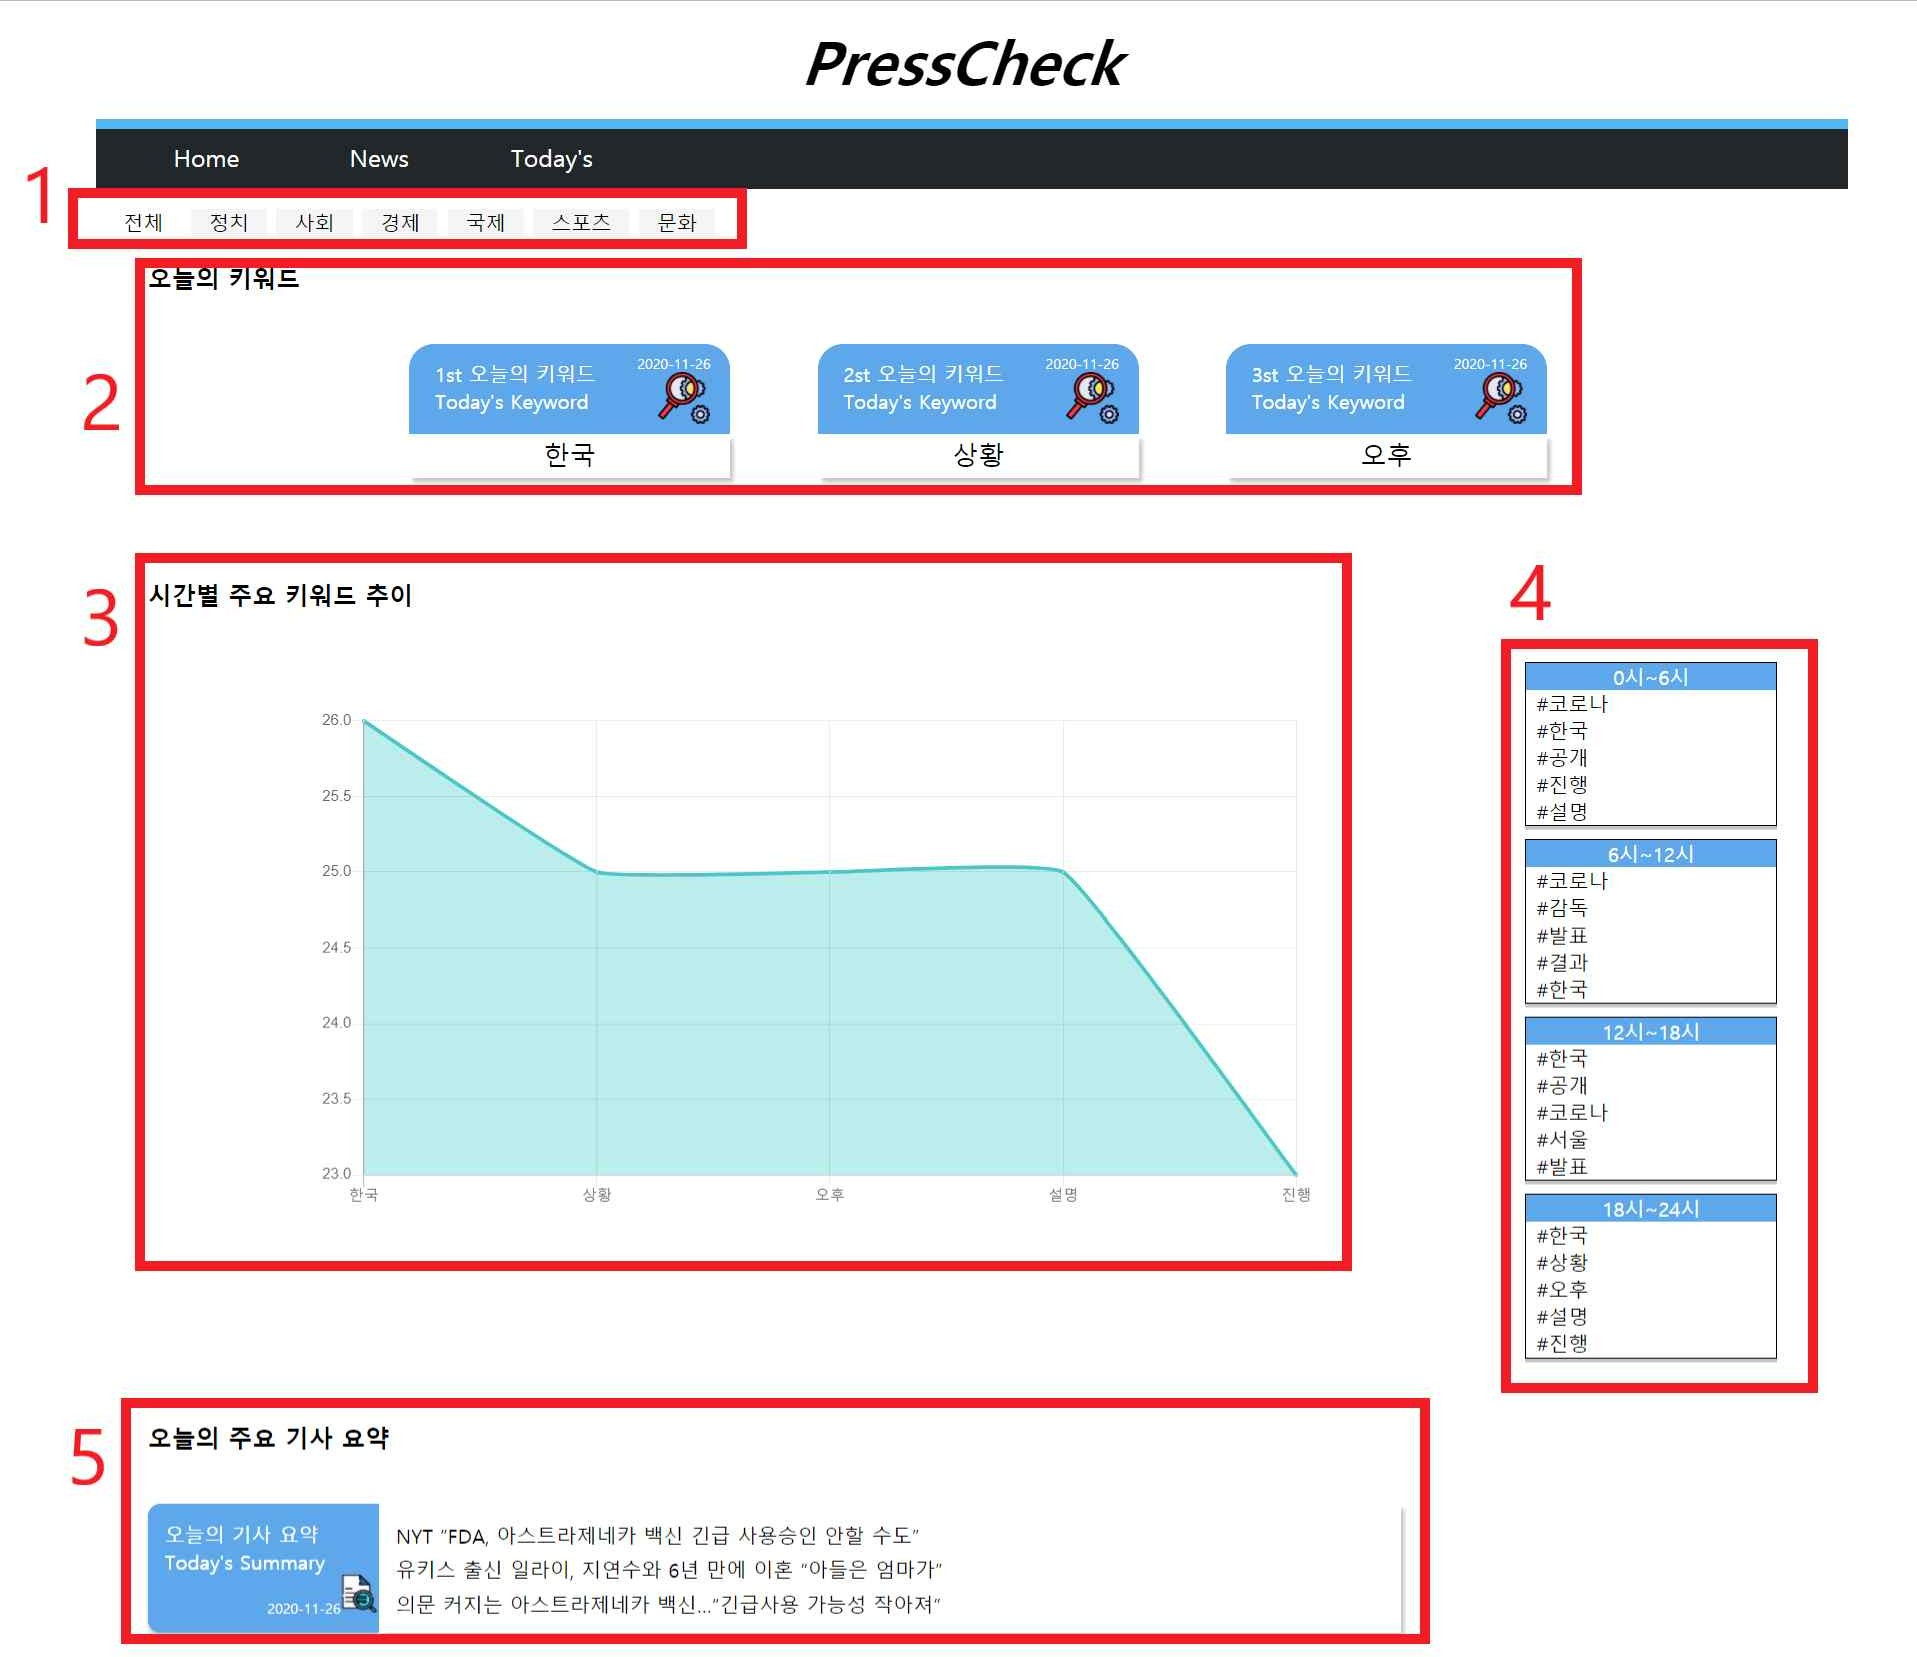 PressCheck
Home News Today's
1
전체 정치 사회 경제 국제 스포츠 문화
2
오늘의 키워드
1st 오늘의 키워드
Today's Keyword
2020-11-26
한국
2st 오늘의 키워드
Today's Keyword
2020-11-26
상황
3st 오늘의 키워드
Today's Keyword
2020-11-26
오후
3
시간별 주요 키워드 추이
26.0
25.5
25.0
24.5
24.0
23.5
23.0
한국 상황 오후 설명 진행
4
0시~6시
#코로나
#한국
#공개
#진행
#설명
6시~12시
#코로나
#감독
#발표
#결과
#한국
12시~18시
#한국
#공개
#코로나
#서울
#발표
18시~24시
#한국
#상황
#오후
#설명
#진행
5
오늘의 주요 기사 요약
오늘의 기사 요약
Today's Summary
2020-11-26
NYT “FDA, 아스트라제네카 백신 긴급 사용승인 안할 수도”
유키스 출신 일라이, 지연수와 6년 만에 이혼 “아들은 엄마가”
의문 커지는 아스트라제네카 백신…“긴급사용 가능성 작아져”